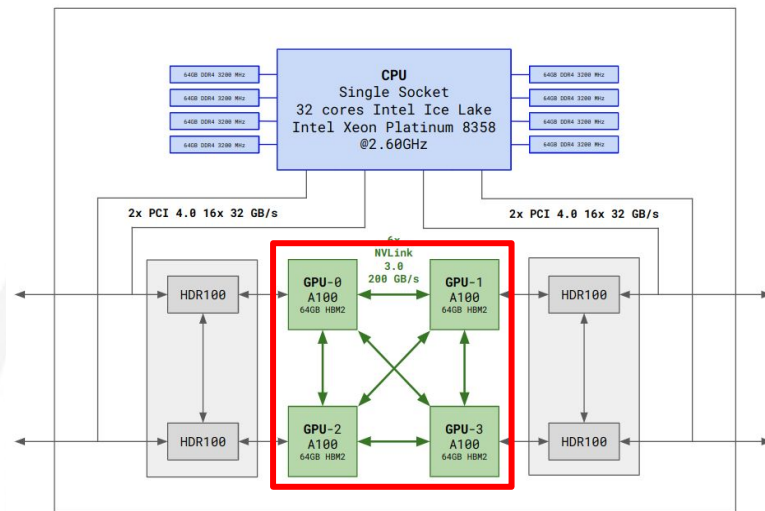 64GB DDR4 3200 MHz
64GB DDR4 3200 MHz
64GB DDR4 3200 MHz
64GB DDR4 3200 MHz
CPU
Single Socket
32 cores Intel Ice Lake
Intel Xeon Platinum 8358
@2.60GHz
64GB DDR4 3200 MHz
64GB DDR4 3200 MHz
64GB DDR4 3200 MHz
64GB DDR4 3200 MHz
2x PCI 4.0 16x 32 GB/s
2x PCI 4.0 16x 32 GB/s
6x
NVLink
3.0
200 GB/s
HDR100
GPU-0
A100
64GB HBM2
GPU-1
A100
64GB HBM2
HDR100
HDR100
GPU-2
A100
64GB HBM2
GPU-3
A100
64GB HBM2
HDR100